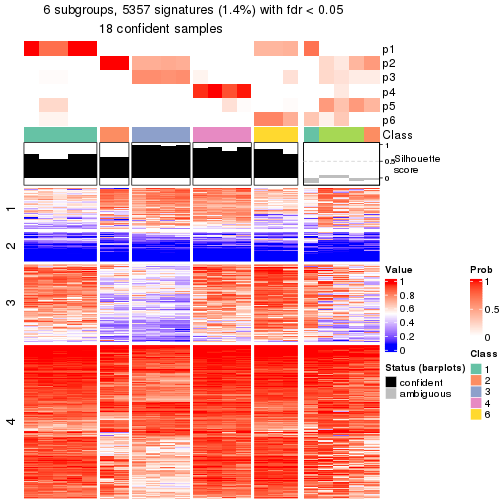 6 subgroups, 5357 signatures (1.4%) with fdr < 0.05
18 confident samples
p1
p2
p3
p4
p5
p6
Class
1
0.5
0
Silhouette
score
1
2
3
4
Value
1
0.8
0.6
0.4
0.2
0
Status (barplots)
confident
ambiguous
Prob
1
0.5
0
Class
1
2
3
4
6